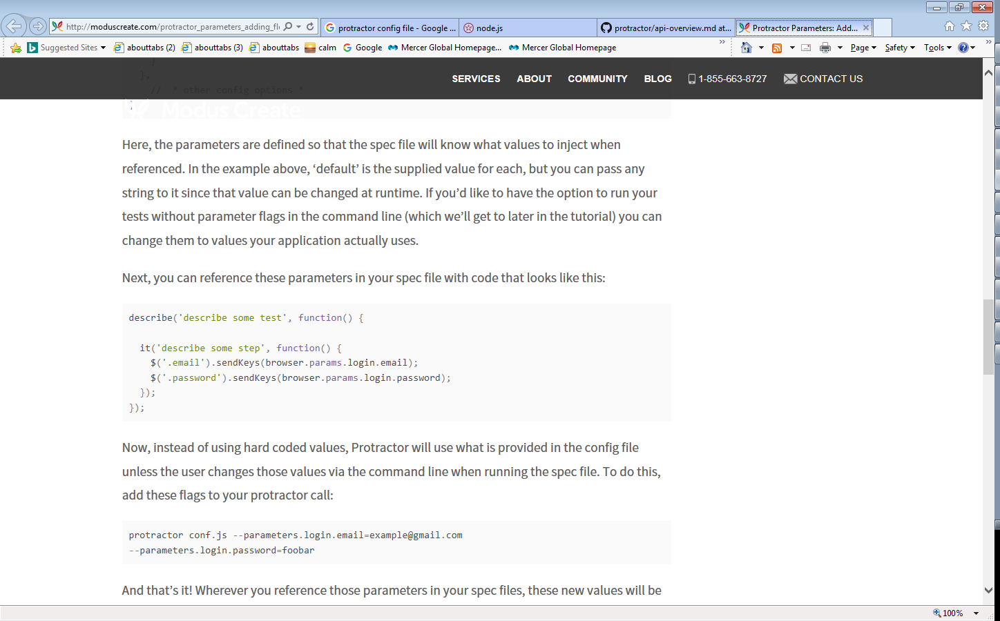 http://moduscreate.com/protractor_parameters_adding_fl
protractor config file - Google ...
node.js
protractor/api-overview.md at...
Protractor Parameters: Add...
Suggested Sites
abouttabs (2)
abouttabs (3)
abouttabs
calm
Google
Mercer Global Homepage...
Mercer Global Homepage
Page
Safety
Tools
SERVICES
ABOUT
COMMUNITY
BLOG
1-855-663-8727
CONTACT US
},
// * other config options *
Modus Create
Here, the parameters are defined so that the spec file will know what values to inject when
referenced. In the example above, ‘default’ is the supplied value for each, but you can pass any
string to it since that value can be changed at runtime. If you’d like to have the option to run your
tests without parameter flags in the command line (which we’ll get to later in the tutorial) you can
change them to values your application actually uses.
Next, you can reference these parameters in your spec file with code that looks like this:
describe('describe some test', function() {
it('describe some step', function() {
$('.email').sendKeys(browser.params.login.email);
$('.password').sendKeys(browser.params.login.password);
});
});
Now, instead of using hard coded values, Protractor will use what is provided in the config file
unless the user changes those values via the command line when running the spec file. To do this,
add these flags to your protractor call:
protractor conf.js --parameters.login.email=example@gmail.com
--parameters.login.password=foobar
And that’s it! Wherever you reference those parameters in your spec files, these new values will be
100%